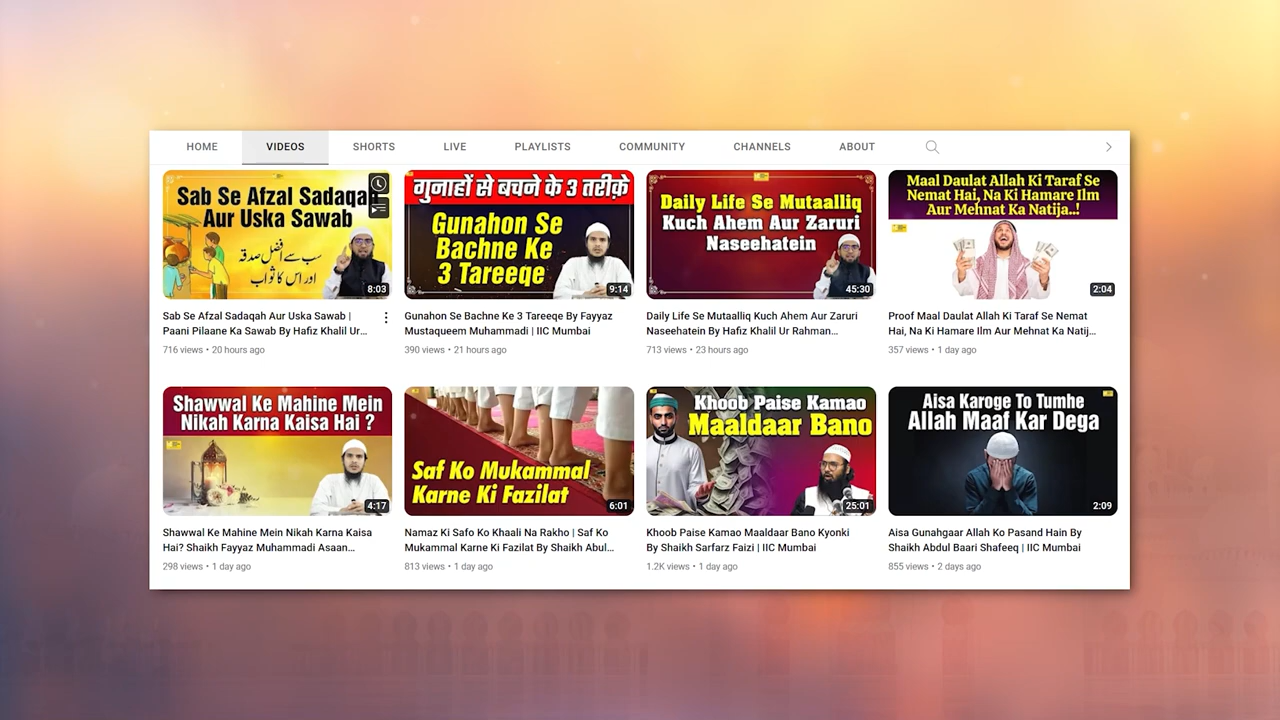 HOME VIDEOS SHORTS LIVE PLAYLISTS COMMUNITY CHANNELS ABOUT
Sab Se Afzal Sadaqah
Aur Uska Sawab
سب سے افضل صدقہ
اور اس کا ثواب
8:03
Sab Se Afzal Sadaqah Aur Uska Sawab |
Paani Pilaane Ka Sawab By Hafiz Khalil Ur...
716 views • 20 hours ago
गुनाहों से बचने के 3 तरीक़े
Gunahon Se
Bachne Ke
3 Tareeqe
9:14
Gunahon Se Bachne Ke 3 Tareeqe By Fayyaz
Mustaqueem Muhammadi | IIC Mumbai
390 views • 21 hours ago
Daily Life Se Mutaalliq
Kuch Ahem Aur Zaruri
Naseehatein
45:30
Daily Life Se Mutaalliq Kuch Ahem Aur Zaruri
Naseehatein By Hafiz Khalil Ur Rahman...
713 views • 23 hours ago
Maal Daulat Allah Ki Taraf Se
Nemat Hai, Na Ki Hamare Ilm
Aur Mehnat Ka Natija..!
2:04
Proof Maal Daulat Allah Ki Taraf Se Nemat
Hai, Na Ki Hamare Ilm Aur Mehnat Ka Natij...
357 views • 1 day ago
Shawwal Ke Mahine Mein
Nikah Karna Kaisa Hai ?
4:17
Shawwal Ke Mahine Mein Nikah Karna Kaisa
Hai? Shaikh Fayyaz Muhammadi Asaan...
298 views • 1 day ago
Saf Ko Mukammal
Karne Ki Fazilat
6:01
Namaz Ki Safo Ko Khaali Na Rakho | Saf Ko
Mukammal Karne Ki Fazilat By Shaikh Abul...
813 views • 1 day ago
Khoob Paise Kamao
Maaldaar Bano
25:01
Khoob Paise Kamao Maaldaar Bano Kyonki
By Shaikh Sarfarz Faizi | IIC Mumbai
1.2K views • 1 day ago
Aisa Karoge To Tumhe
Allah Maaf Kar Dega
2:09
Aisa Gunahgaar Allah Ko Pasand Hain By
Shaikh Abdul Baari Shafeeq | IIC Mumbai
855 views • 2 days ago